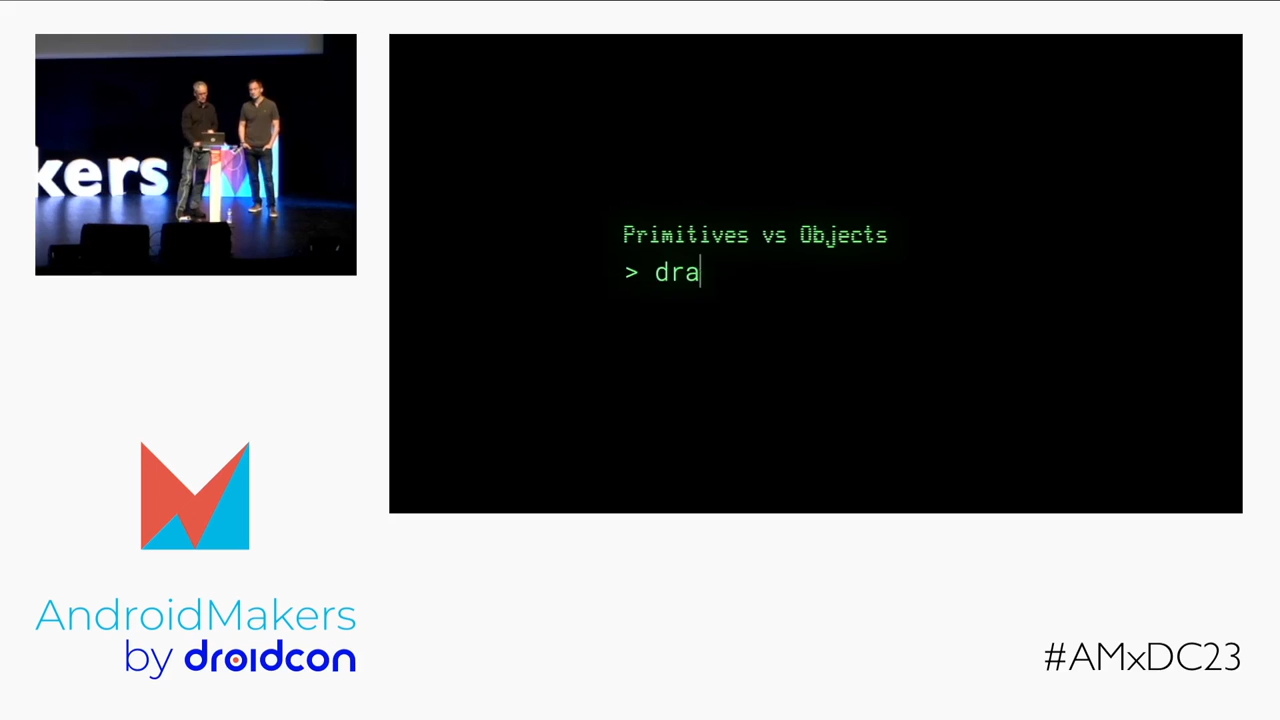 kers
Primitives vs Objects
> dra
AndroidMakers
by droidcon
#AMxDC23